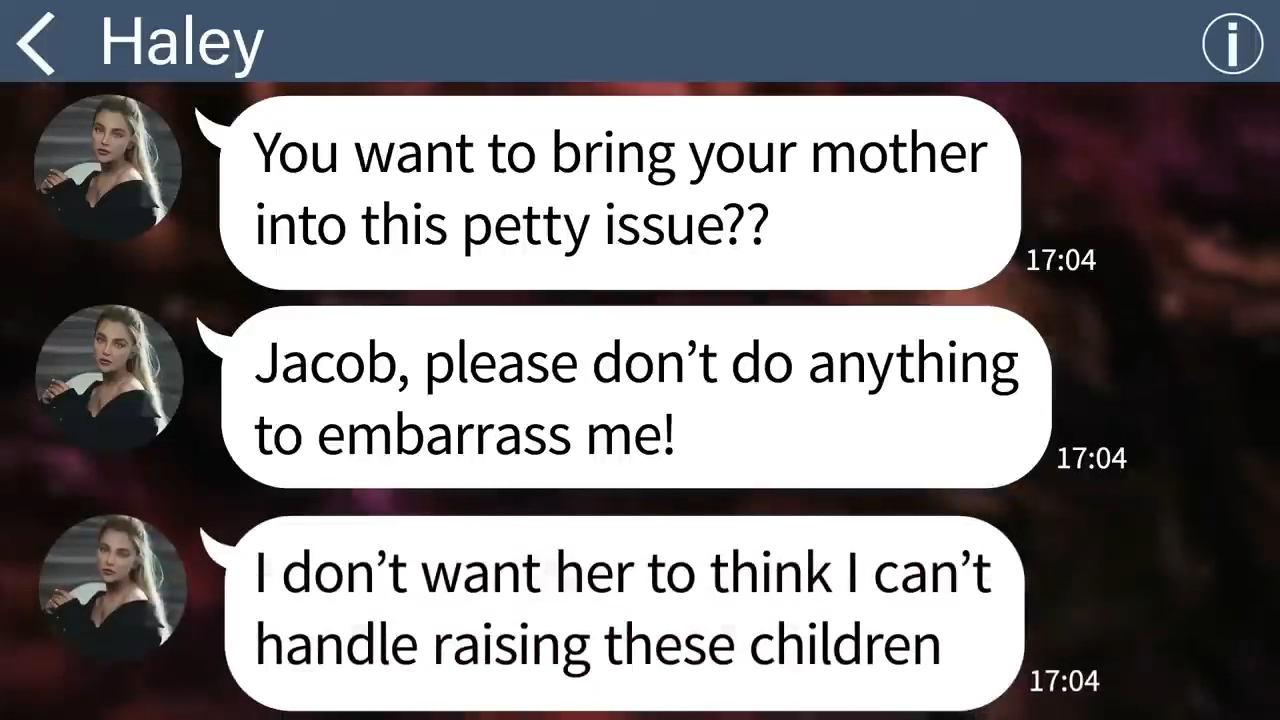 Haley
You want to bring your mother
into this petty issue??
17:04
Jacob, please don’t do anything
to embarrass me!
17:04
I don’t want her to think I can’t
handle raising these children
17:04